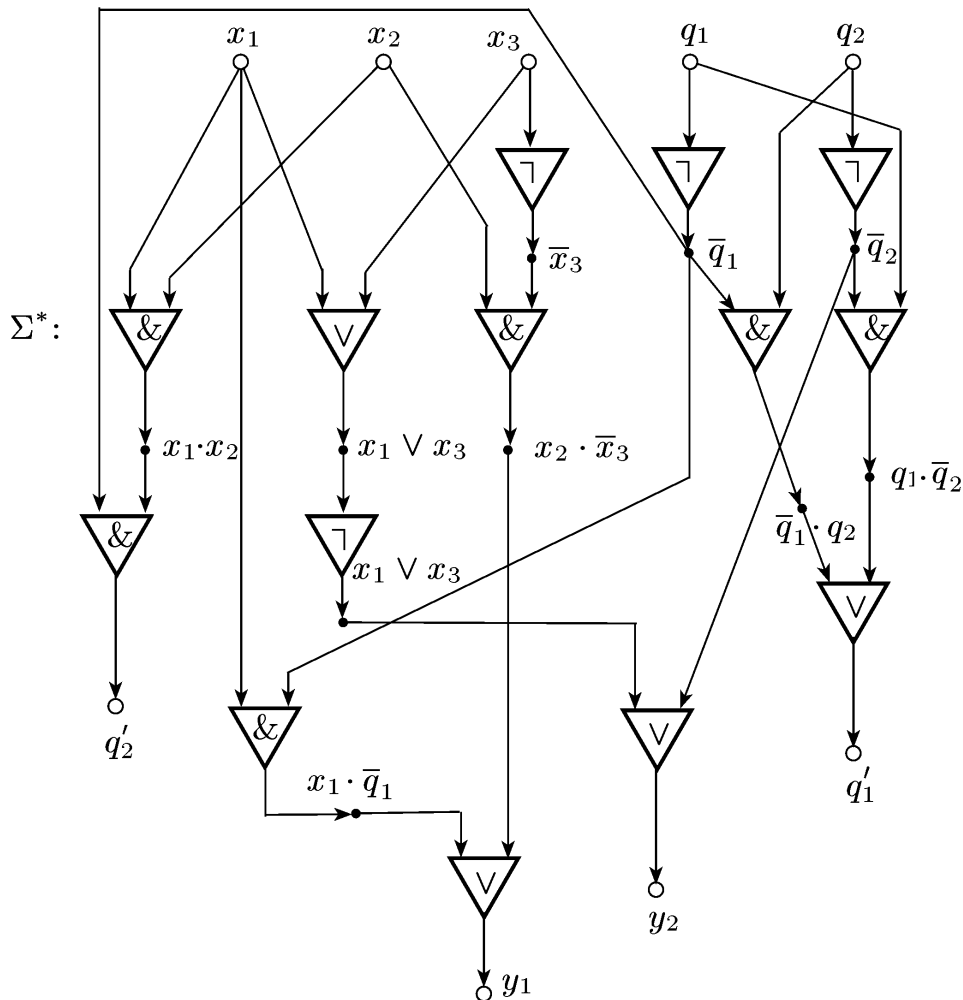 x₁ x₂ x₃ q₁ q₂
¬ ¬ ¬
x̅₃ q̅₁ q̅₂
Σ*: & ∨ & & &
x₁·x₂ x₁ ∨ x₃ x₂ · x̅₃ q₁·q̅₂
& ¬ q̅₁ · q₂
x₁ ∨ x₃
∨
q′₂ & ∨
x₁ · q̅₁ q′₁
∨
y₂
y₁